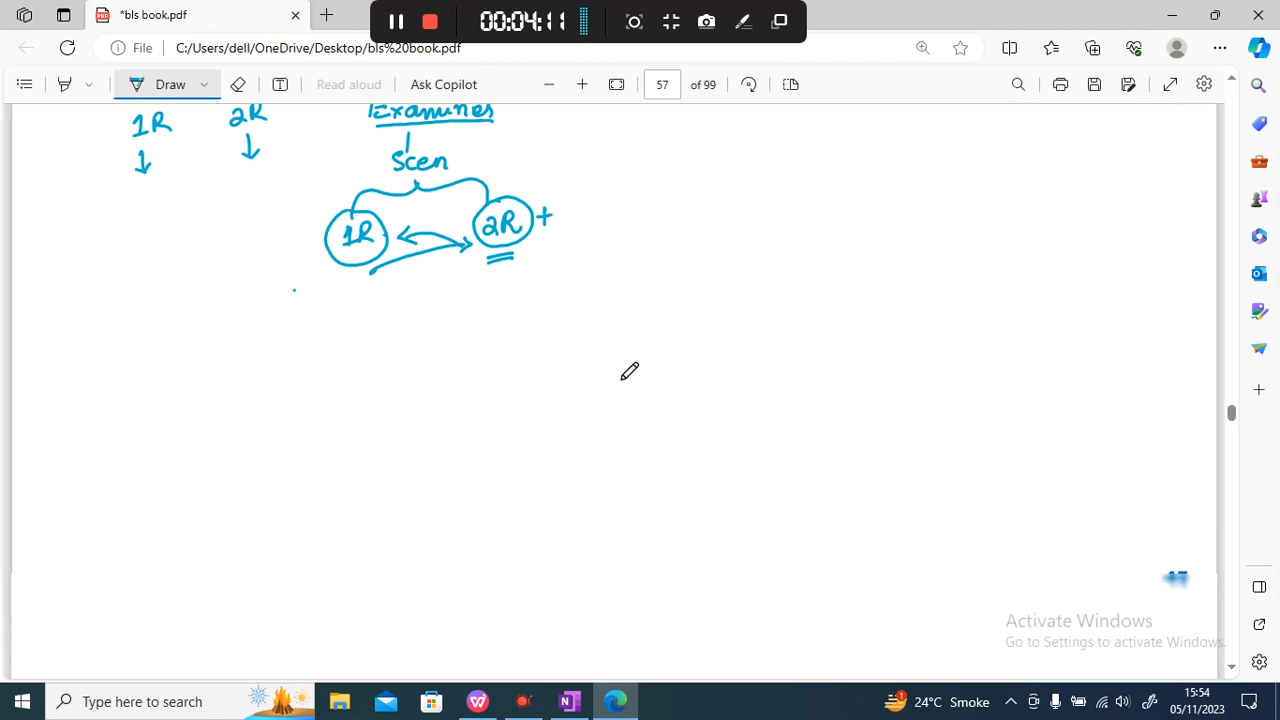 *bls book.pdf
00:04:11
File C:/Users/dell/OneDrive/Desktop/bls%20book.pdf
Draw Read aloud Ask Copilot 57 of 99
1R 2R Examines
Scen
1R 2R +
Activate Windows
Go to Settings to activate Windows.
Type here to search 1 24°C Smoke 15:54
05/11/2023